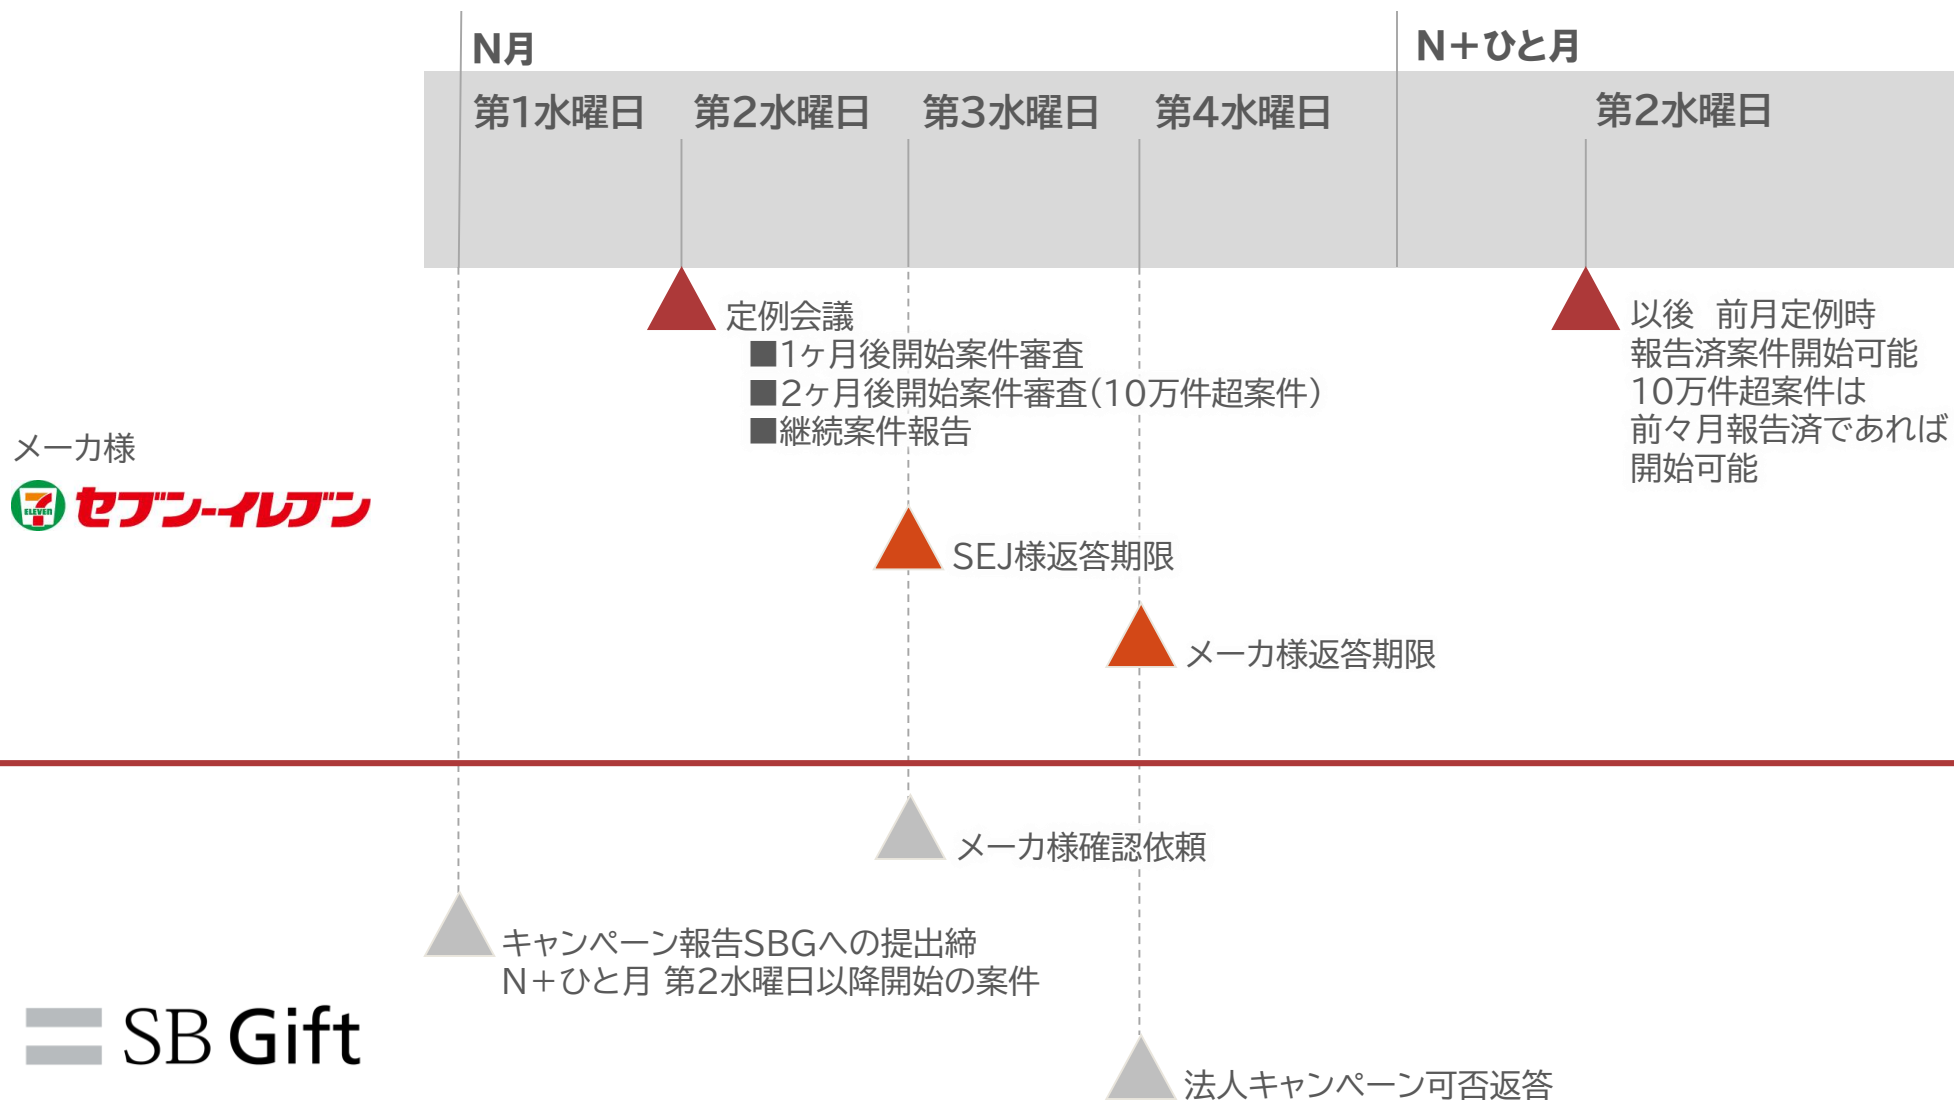 N月
N＋ひと月
第1水曜日
第2水曜日
第3水曜日
第4水曜日
第2水曜日
定例会議
■1ヶ月後開始案件審査
■2ヶ月後開始案件審査（10万件超案件）
■継続案件報告
以後　前月定例時
報告済案件開始可能
10万件超案件は
前々月報告済であれば
開始可能
メーカ様
ELEVEn
セブン-イレブン
SEJ様返答期限
メーカ様返答期限
メーカ様確認依頼
キャンペーン報告SBGへの提出締
N＋ひと月 第2水曜日以降開始の案件
SB Gift
法人キャンペーン可否返答